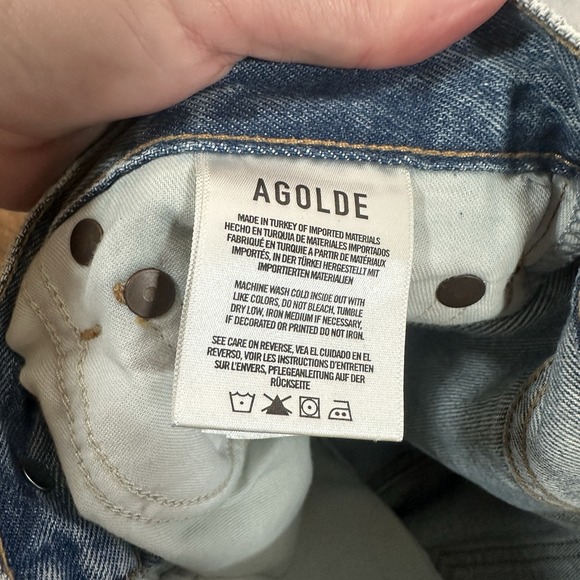 AGOLDE
MADE IN TURKEY OF IMPORTED MATERIALS
HECHO EN TURQUIA DE MATERIALES IMPORTADOS
FABRIQUÉ EN TURQUIE A PARTIR DE MATÉRIAUX
IMPORTÉS, IN DER TÜRKEI HERGESTELLT MIT
IMPORTIERTEN MATERIALIEN
MACHINE WASH COLD INSIDE OUT WITH
LIKE COLORS, DO NOT BLEACH, TUMBLE
DRY LOW, IRON MEDIUM IF NECESSARY,
IF DECORATED OR PRINTED DO NOT IRON.
SEE CARE ON REVERSE, VEA EL CUIDADO EN EL
REVERSO, VOIR LES INSTRUCTIONS D'ENTRETIEN
SUR L'ENVERS, PFLEGEANLEITUNG AUF DER
RÜCKSEITE